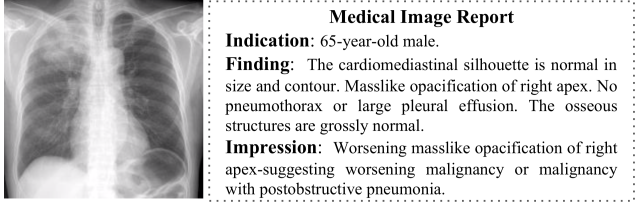 Medical Image Report
Indication: 65-year-old male.
Finding: The cardiomediastinal silhouette is normal in
size and contour. Masslike opacification of right apex. No
pneumothorax or large pleural effusion. The osseous
structures are grossly normal.
Impression: Worsening masslike opacification of right
apex-suggesting worsening malignancy or malignancy
with postobstructive pneumonia.